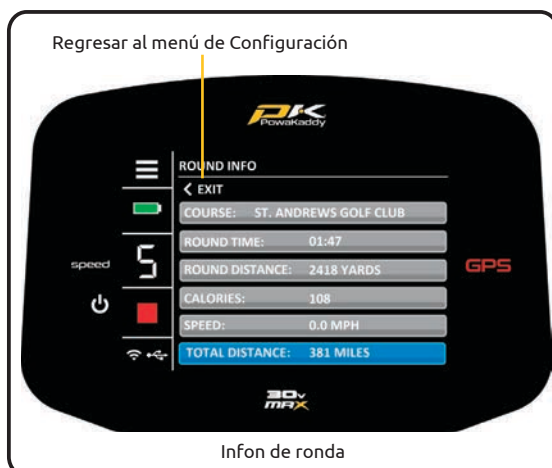 Regresar al menú de Configuración
PK
PowaKaddy
ROUND INFO
< EXIT
COURSE: ST. ANDREWS GOLF CLUB
ROUND TIME: 01:47
speed
5
ROUND DISTANCE: 2418 YARDS
GPS
CALORIES: 108
SPEED: 0.0 MPH
TOTAL DISTANCE: 381 MILES
30v
MAX
Infon de ronda